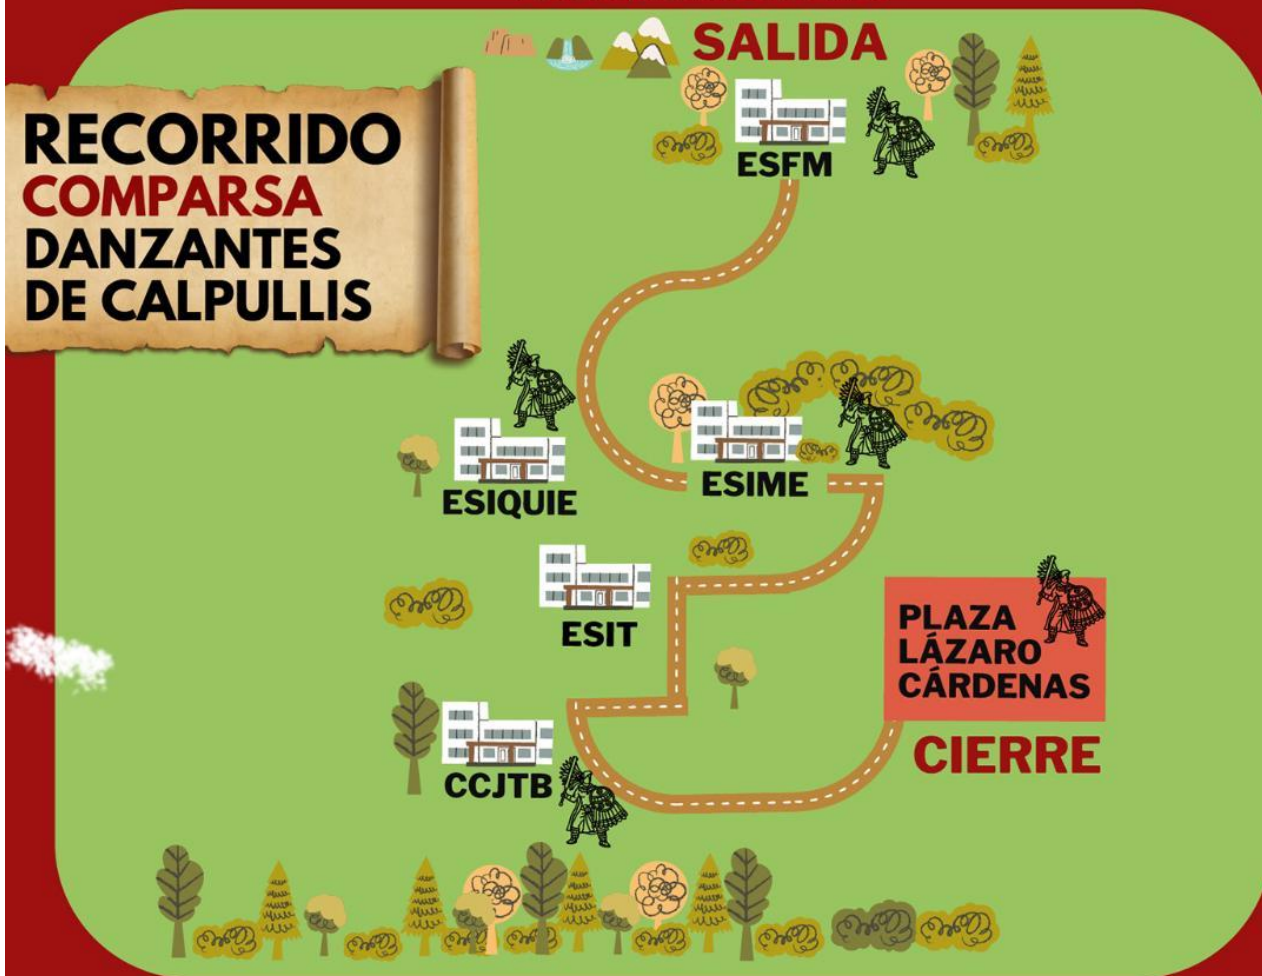 RECORRIDO
COMPARSA
DANZANTES
DE CALPULLIS
SALIDA
ESFM
ESIQUIE
ESIME
ESIT
PLAZA
LÁZARO
CÁRDENAS
CIERRE
CCJTB